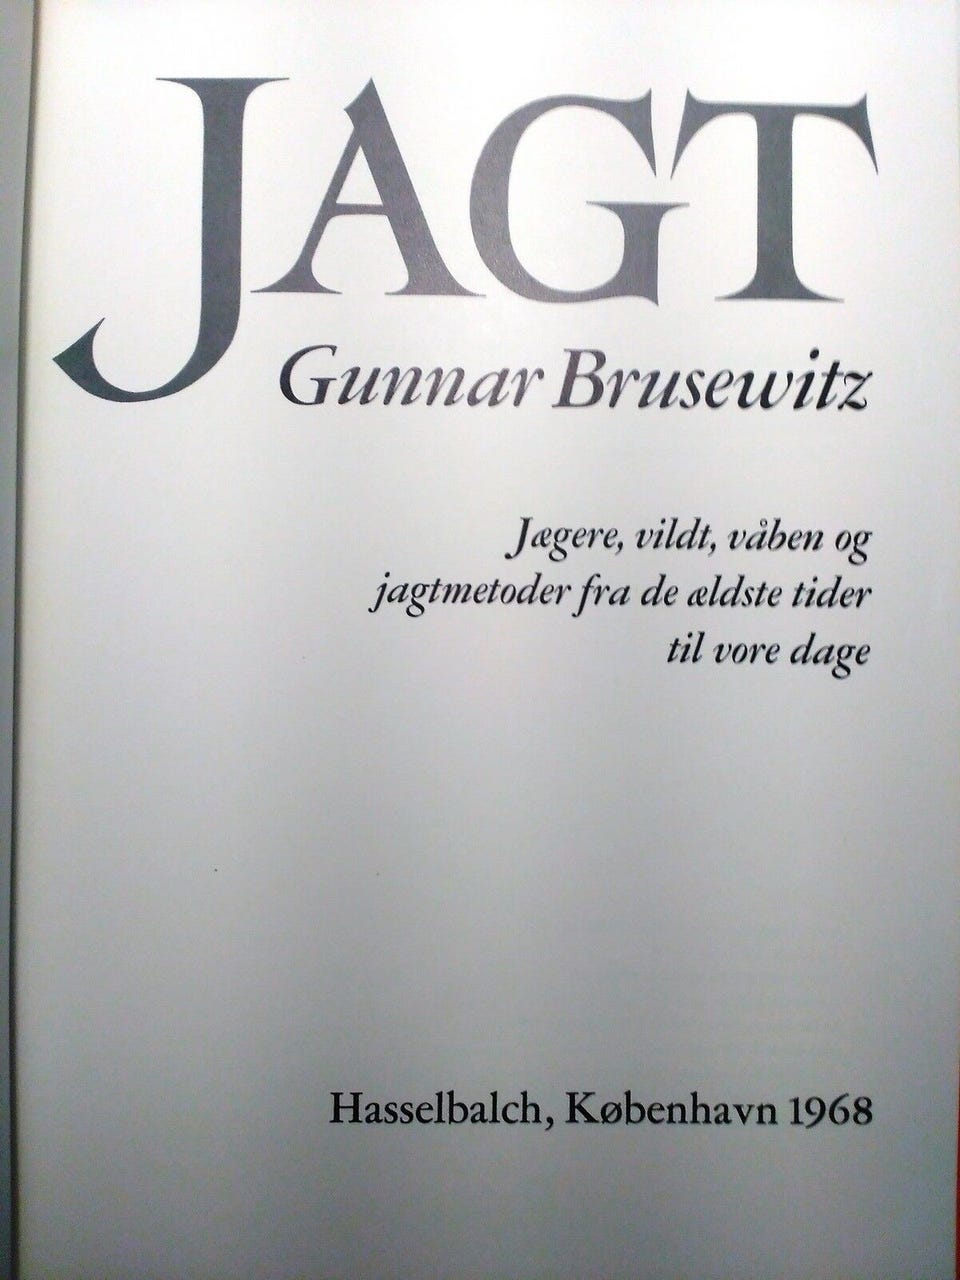 JAGT
Gunnar Brusewitz
Jægere, vildt, våben og
jagtmetoder fra de ældste tider
til vore dage
Hasselbalch, København 1968